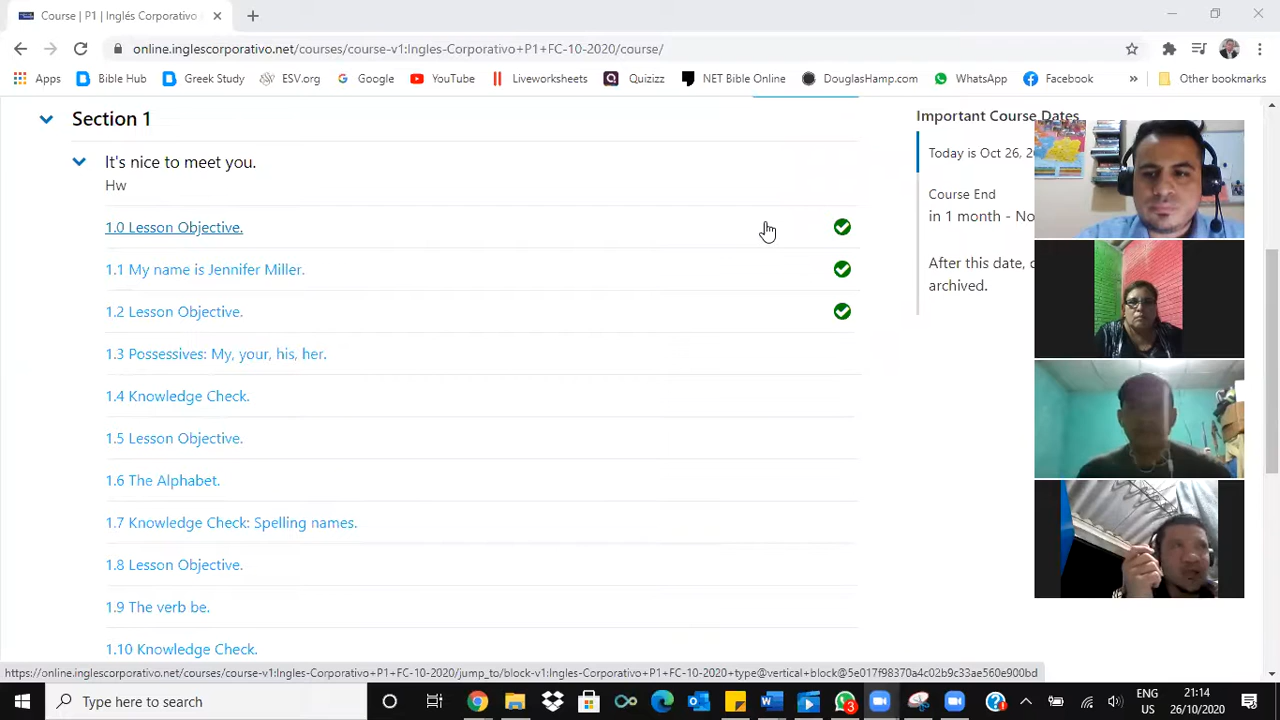 Course | P1 | Inglés Corporativo
online.inglescorporativo.net/courses/course-v1:Ingles-Corporativo+P1+FC-10-2020/course/
Apps Bible Hub Greek Study ESV.org Google YouTube Liveworksheets Quizizz NET Bible Online DouglasHamp.com WhatsApp Facebook » Other bookmarks
Section 1
It's nice to meet you.
Hw
1.0 Lesson Objective.
1.1 My name is Jennifer Miller.
1.2 Lesson Objective.
1.3 Possessives: My, your, his, her.
1.4 Knowledge Check.
1.5 Lesson Objective.
1.6 The Alphabet.
1.7 Knowledge Check: Spelling names.
1.8 Lesson Objective.
1.9 The verb be.
1.10 Knowledge Check.
Important Course Dates
Today is Oct 26,
Course End
in 1 month - No
After this date,
archived.
https://online.inglescorporativo.net/courses/course-v1:Ingles-Corporativo+P1+FC-10-2020/jump_to/block-v1:Ingles-Corporativo+P1+FC-10-2020+type@vertical+block@5e017f98370a4c02b9c33ae560e900bd
Type here to search
3
ENG
US
21:14
26/10/2020